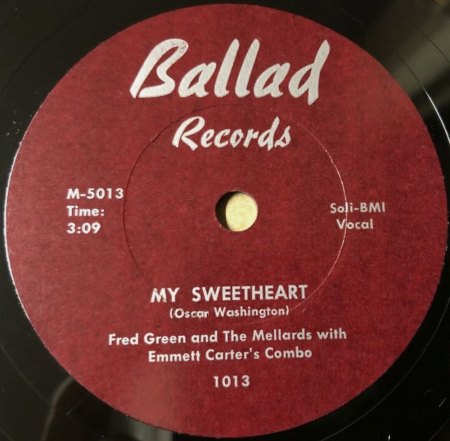 Ballad
Records
M-5013
Time:
3:09
Soli-BMI
Vocal
MY SWEETHEART
(Oscar Washington)
Fred Green and The Mellards with
Emmett Carter's Combo
1013